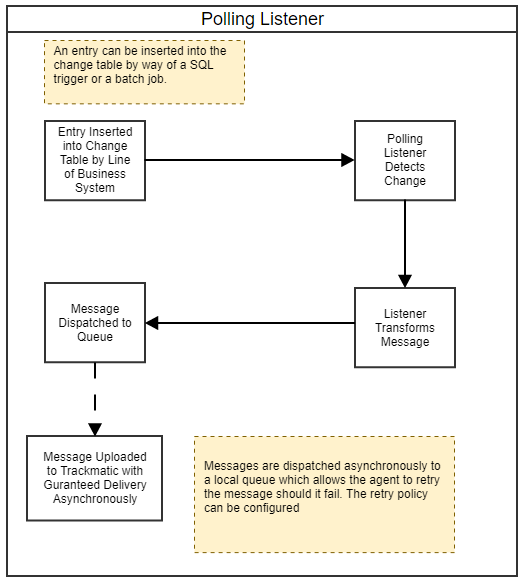 Polling Listener
An entry can be inserted into the
change table by way of a SQL
trigger or a batch job.
Entry Inserted
into Change
Table by Line
of Business
System
Polling
Listener
Detects
Change
Message
Dispatched to
Queue
Listener
Transforms
Message
Message Uploaded
to Trackmatic with
Guranteed Delivery
Asynchronously
Messages are dispatched asynchronously to
a local queue which allows the agent to retry
the message should it fail. The retry policy
can be configured